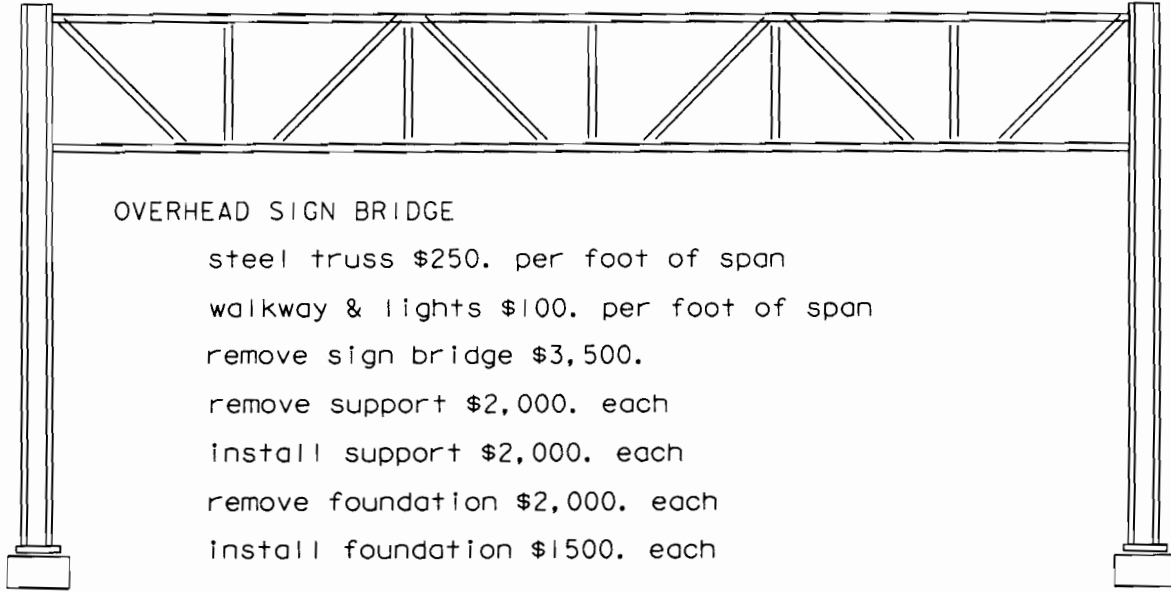 OVERHEAD SIGN BRIDGE
steel truss $250. per foot of span
walkway & lights $100. per foot of span
remove sign bridge $3,500.
remove support $2,000. each
install support $2,000. each
remove foundation $2,000. each
install foundation $1500. each